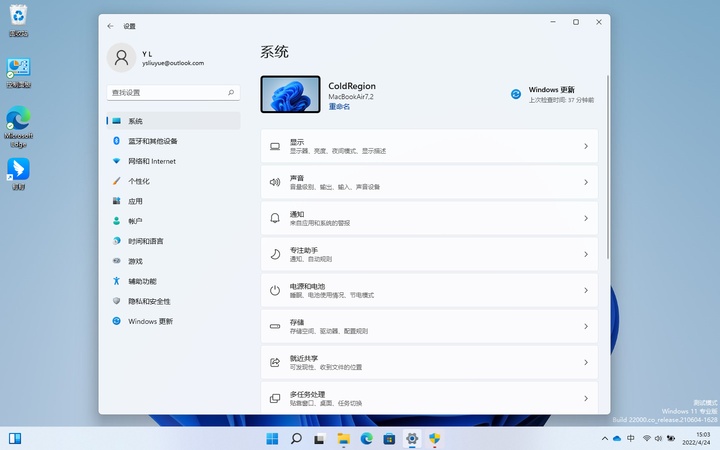 回收站
控制面板
Microsoft
Edge
钉钉
设置
Y L
ysliuyue@outlook.com
查找设置
系统
蓝牙和其他设备
网络和 Internet
个性化
应用
帐户
时间和语言
游戏
辅助功能
隐私和安全性
Windows 更新
系统
ColdRegion
MacBookAir7,2
重命名
Windows 更新
上次检查时间: 37 分钟前
显示
显示器、亮度、夜间模式、显示描述
声音
音量级别、输出、输入、声音设备
通知
来自应用和系统的警报
专注助手
通知、自动规则
电源和电池
睡眠、电池使用情况、节电模式
存储
存储空间、驱动器、配置规则
就近共享
可发现性、收到文件的位置
多任务处理
贴靠窗口、桌面、任务切换
测试模式
Windows 11 专业版
Build 22000.co_release.210604-1628
中
15:03
2022/4/24